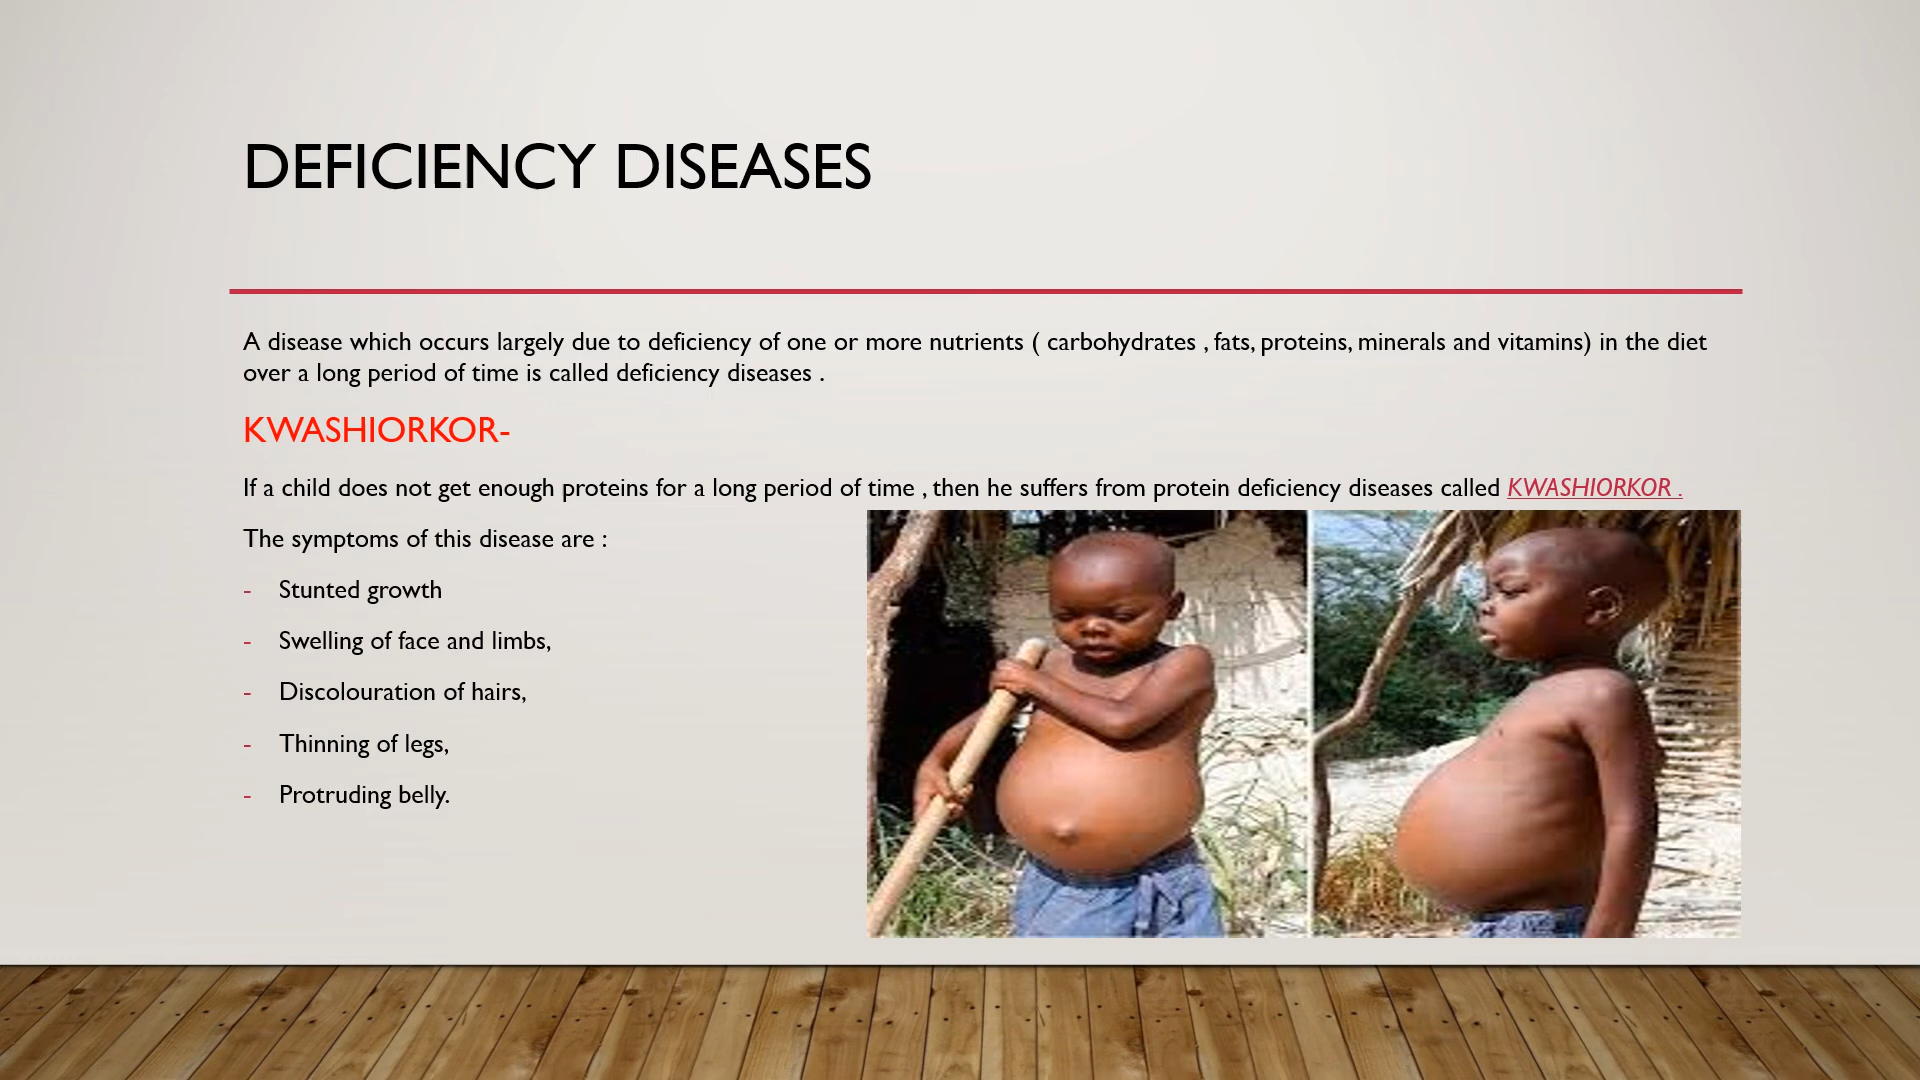 DEFICIENCY DISEASES
A disease which occurs largely due to deficiency of one or more nutrients ( carbohydrates , fats, proteins, minerals and vitamins) in the diet
over a long period of time is called deficiency diseases .
KWASHIORKOR-
If a child does not get enough proteins for a long period of time , then he suffers from protein deficiency diseases called KWASHIORKOR .
The symptoms of this disease are :
- Stunted growth
- Swelling of face and limbs,
- Discolouration of hairs,
- Thinning of legs,
- Protruding belly.